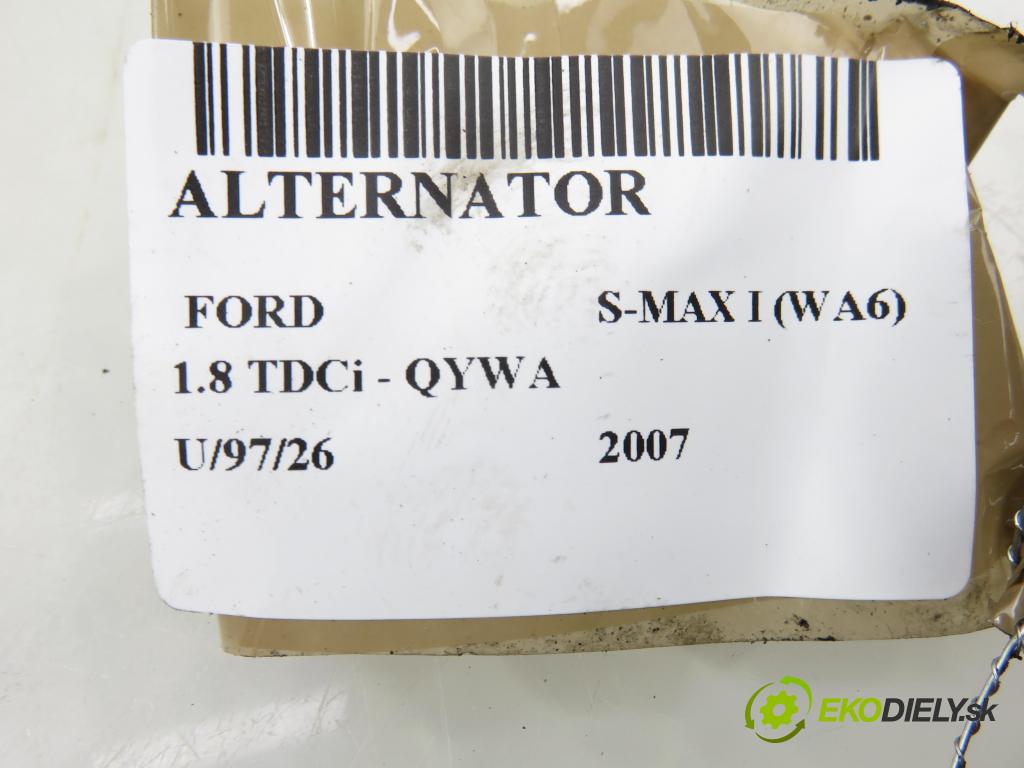 ALTERNATOR
FORD S-MAX I (WA6)
1.8 TDCi - QYWA
U/97/26 2007
EKODIELY.sk